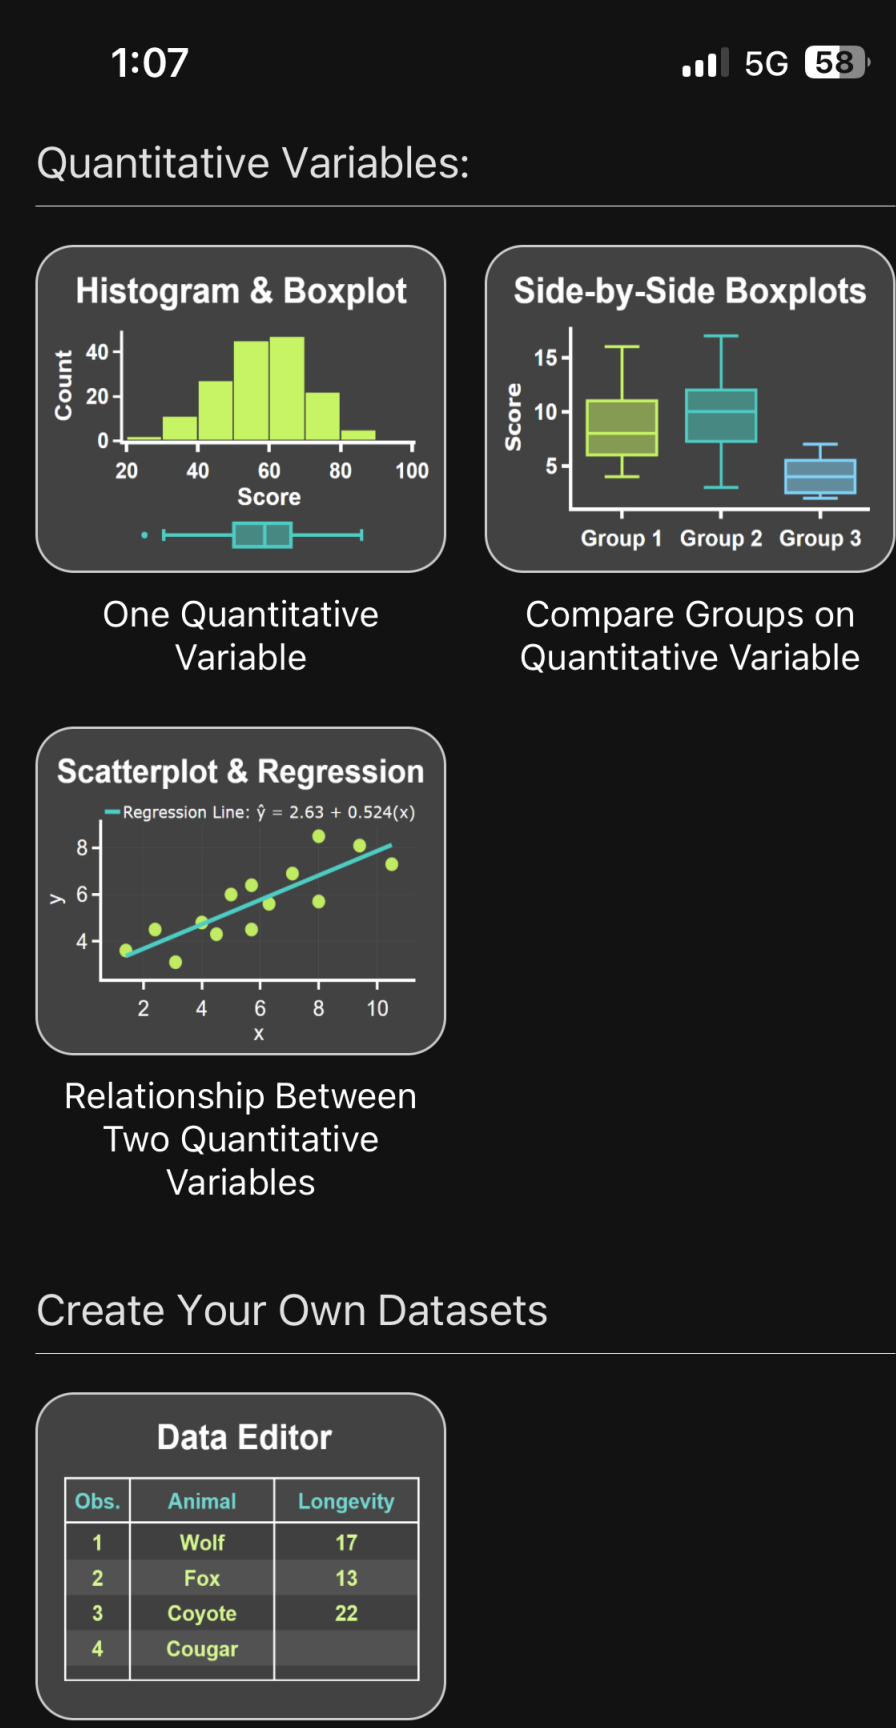 1:07
5G 58
Quantitative Variables:
Histogram & Boxplot
Count
40
20
0
20 40 60 80 100
Score
One Quantitative
Variable
Side-by-Side Boxplots
Score
15
10
5
Group 1 Group 2 Group 3
Compare Groups on
Quantitative Variable
Scatterplot & Regression
Regression Line: ŷ = 2.63 + 0.524(x)
y
8
6
4
2 4 6 8 10
x
Relationship Between
Two Quantitative
Variables
Create Your Own Datasets
Data Editor
Obs. Animal Longevity
1 Wolf 17
2 Fox 13
3 Coyote 22
4 Cougar